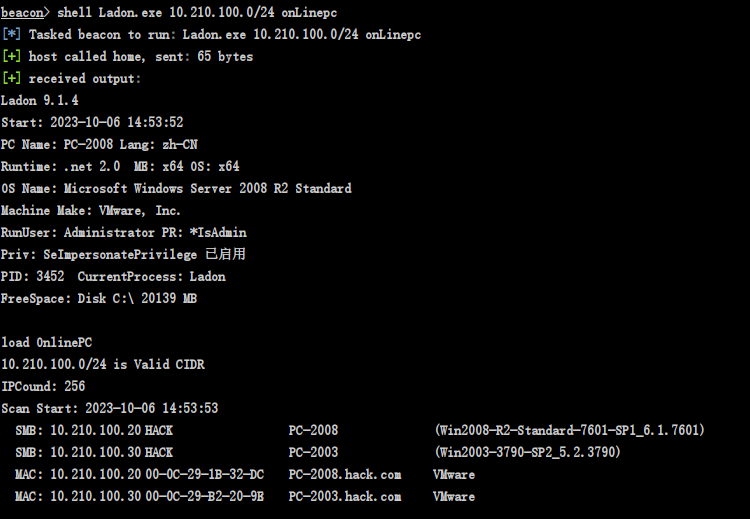 beacon> shell Ladon.exe 10.210.100.0/24 onLinepc
[*] Tasked beacon to run: Ladon.exe 10.210.100.0/24 onLinepc
[+] host called home, sent: 65 bytes
[+] received output:
Ladon 9.1.4
Start: 2023-10-06 14:53:52
PC Name: PC-2008 Lang: zh-CN
Runtime: .net 2.0  ME: x64 OS: x64
OS Name: Microsoft Windows Server 2008 R2 Standard
Machine Make: VMware, Inc.
RunUser: Administrator PR: *IsAdmin
Priv: SeImpersonatePrivilege 已启用
PID: 3452  CurrentProcess: Ladon
FreeSpace: Disk C:\ 20139 MB
load OnlinePC
10.210.100.0/24 is Valid CIDR
IPCound: 256
Scan Start: 2023-10-06 14:53:53
SMB: 10.210.100.20 HACK PC-2008 (Win2008-R2-Standard-7601-SP1_6.1.7601)
SMB: 10.210.100.30 HACK PC-2003 (Win2003-3790-SP2_5.2.3790)
MAC: 10.210.100.20 00-0C-29-1B-32-DC PC-2008.hack.com VMware
MAC: 10.210.100.30 00-0C-29-B2-20-9E PC-2003.hack.com VMware